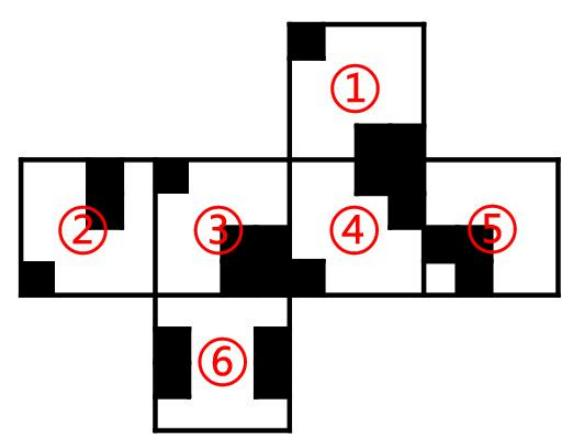 ①
② ③ ④ ⑤
⑥